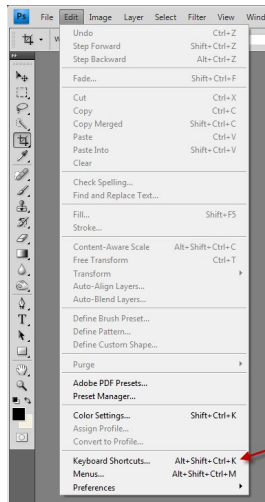 Ps File Edit Image Layer Select Filter View Wind
Undo Ctrl+Z
Step Forward Shift+Ctrl+Z
Step Backward Alt+Ctrl+Z
Fade... Shift+Ctrl+F
Cut Ctrl+X
Copy Ctrl+C
Copy Merged Shift+Ctrl+C
Paste Ctrl+V
Paste Into Shift+Ctrl+V
Clear
Check Spelling...
Find and Replace Text...
Fill... Shift+F5
Stroke...
Content-Aware Scale Alt+Shift+Ctrl+C
Free Transform Ctrl+T
Transform
Auto-Align Layers...
Auto-Blend Layers...
Define Brush Preset...
Define Pattern...
Define Custom Shape...
Purge
Adobe PDF Presets...
Preset Manager...
Color Settings... Shift+Ctrl+K
Assign Profile...
Convert to Profile...
Keyboard Shortcuts... Alt+Shift+Ctrl+K
Menus... Alt+Shift+Ctrl+M
Preferences